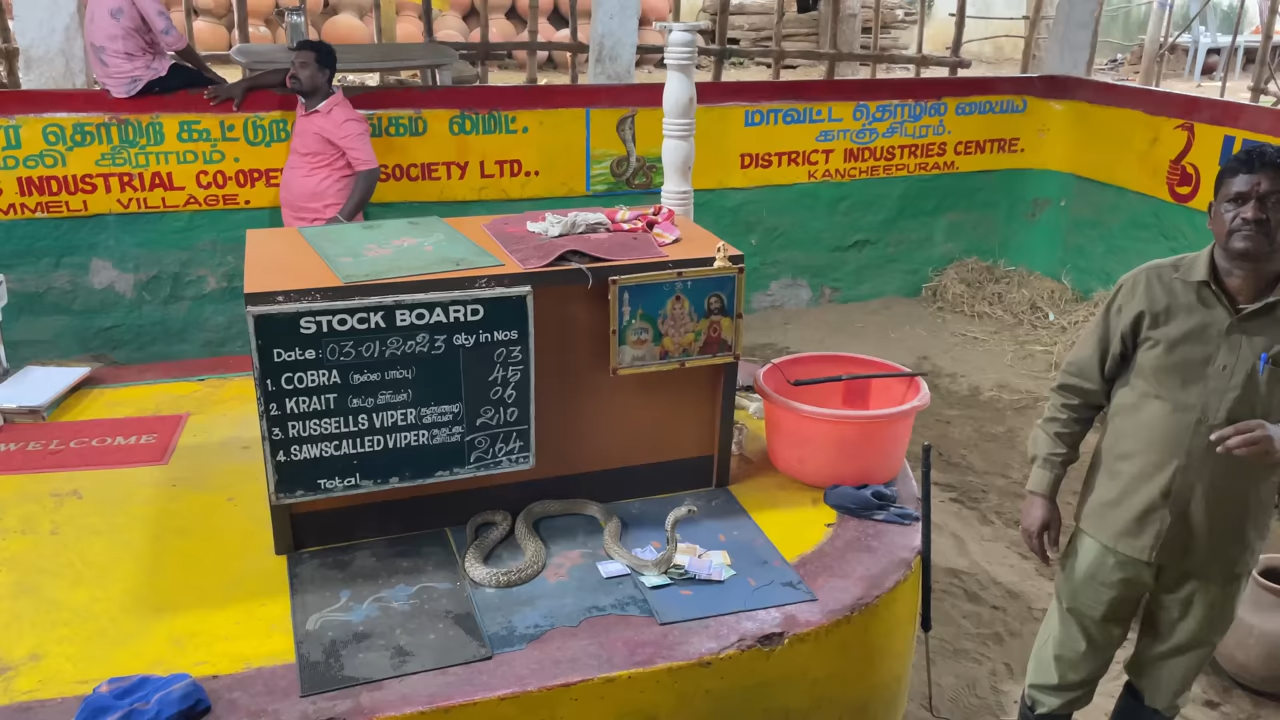 தொழிற் கூட்டுற
கம் லிமிட்.
கிராமம்.
INDUSTRIAL CO-OPE
SOCIETY LTD.,
MMELI VILLAGE.
மாவட்ட தொழில் மையம்
காஞ்சிபுரம்.
DISTRICT INDUSTRIES CENTRE.
KANCHEEPURAM.
STOCK BOARD
Date: 03-01-2023 Qty in Nos
1. COBRA (நல்ல பாம்பு) 03
2. KRAIT (கட்டு விரியன்) 45
3. RUSSELLS VIPER (கண்ணாடி விரியன்) 06
4. SAWSCALLED VIPER (சுருட்டை விரியன்) 210
Total 264
WELCOME